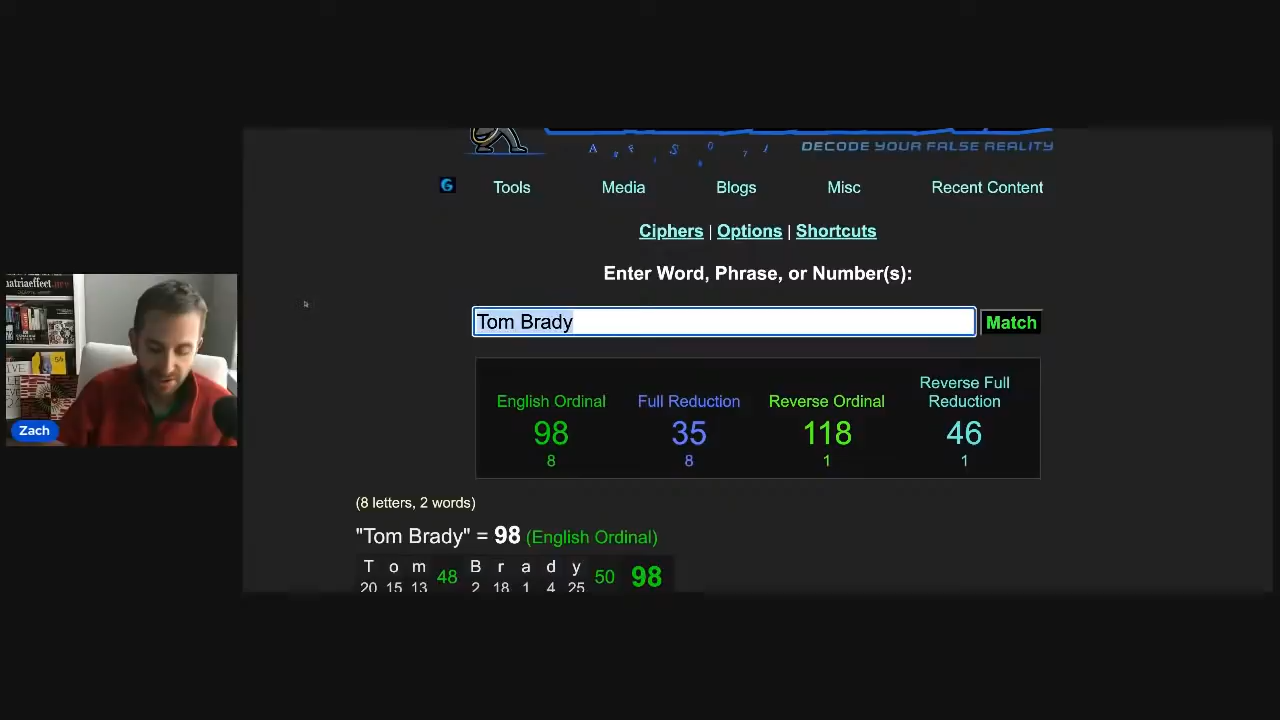 DECODE YOUR FALSE REALITY
G Tools Media Blogs Misc Recent Content
Ciphers | Options | Shortcuts
Enter Word, Phrase, or Number(s):
Tom Brady Match
English Ordinal Full Reduction Reverse Ordinal Reverse Full Reduction
98 35 118 46
8 8 1 1
(8 letters, 2 words)
"Tom Brady" = 98 (English Ordinal)
T o m 48 B r a d y 50 98
20 15 13 2 18 1 4 25
Zach